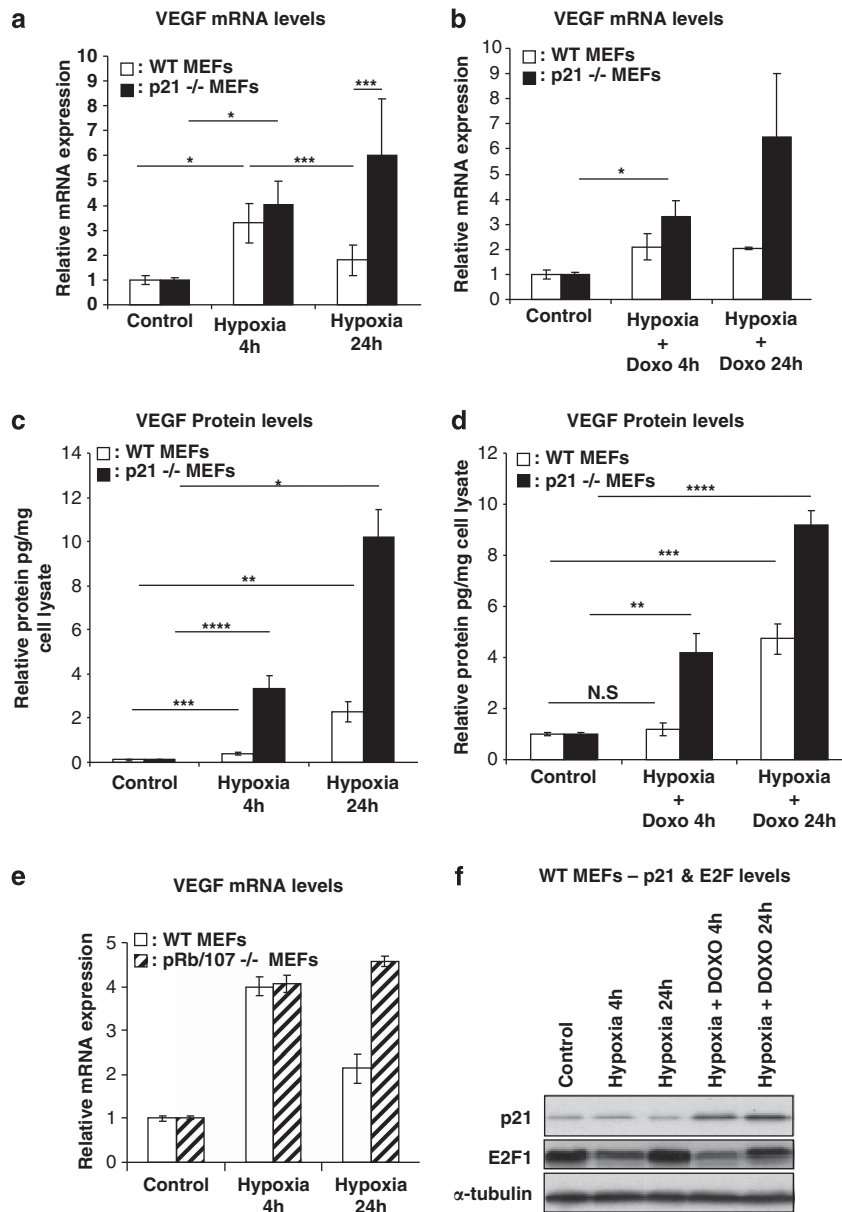 a
VEGF mRNA levels
: WT MEFs
: p21 -/- MEFs
Relative mRNA expression
10
9
8
7
6
5
4
3
2
1
0
*
*
***
***
Control
Hypoxia
4h
Hypoxia
24h
b
VEGF mRNA levels
: WT MEFs
: p21 -/- MEFs
Relative mRNA expression
10
9
8
7
6
5
4
3
2
1
0
*
Control
Hypoxia
+
Doxo 4h
Hypoxia
+
Doxo 24h
c
VEGF Protein levels
: WT MEFs
: p21 -/- MEFs
Relative protein pg/mg
cell lysate
14
12
10
8
6
4
2
0
*
**
****
***
Control
Hypoxia
4h
Hypoxia
24h
d
VEGF Protein levels
: WT MEFs
: p21 -/- MEFs
Relative protein pg/mg cell lysate
12
10
8
6
4
2
0
****
***
**
N.S
Control
Hypoxia
+
Doxo 4h
Hypoxia
+
Doxo 24h
e
VEGF mRNA levels
: WT MEFs
: pRb/107 -/- MEFs
Relative mRNA expression
5
4
3
2
1
0
Control
Hypoxia
4h
Hypoxia
24h
f
WT MEFs – p21 & E2F levels
Control
Hypoxia 4h
Hypoxia 24h
Hypoxia + DOXO 4h
Hypoxia + DOXO 24h
p21
E2F1
α-tubulin